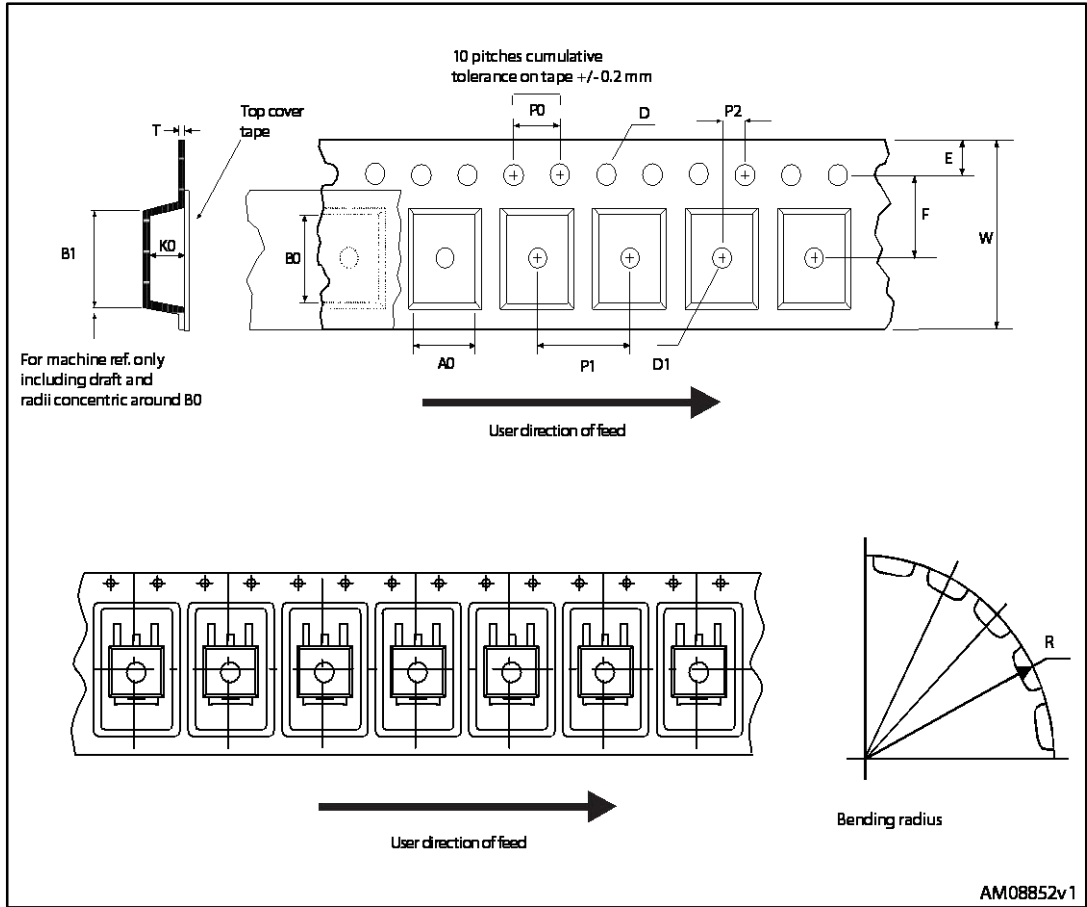 10 pitches cumulative
tolerance on tape +/- 0.2 mm
Top cover
tape
T
P0
D
P2
E
F
W
B1
K0
B0
For machine ref. only
including draft and
radii concentric around B0
A0
P1
D1
User direction of feed
R
Bending radius
User direction of feed
AM08852v1